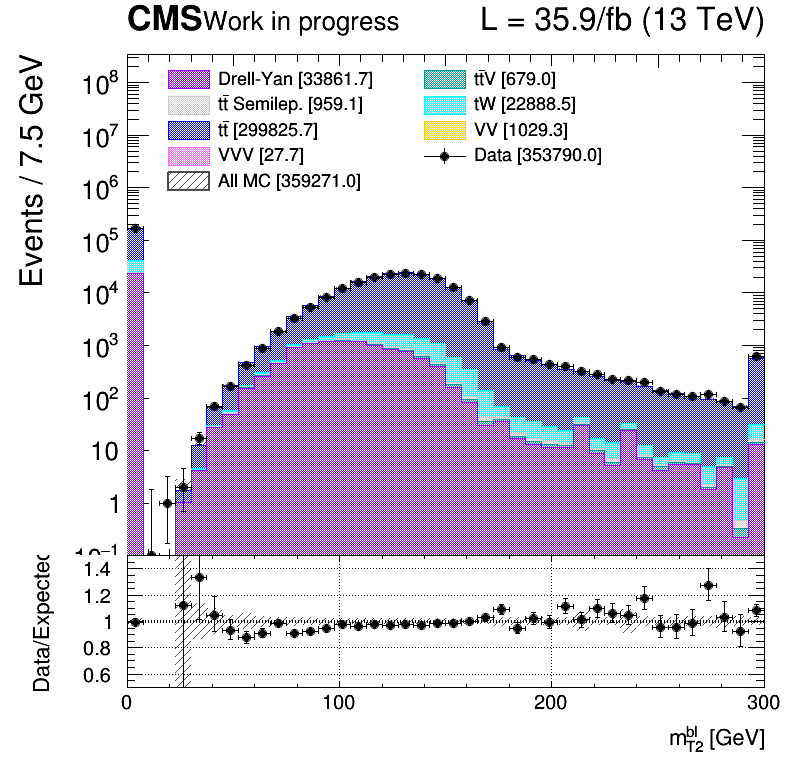 CMS Work in progress L = 35.9/fb (13 TeV)
Events / 7.5 GeV
Drell-Yan [33861.7]
tt̄ Semilep. [959.1]
tt̄ [299825.7]
VVV [27.7]
All MC [359271.0]
tt̄V [679.0]
tW [22888.5]
VV [1029.3]
Data [353790.0]
10⁸
10⁷
10⁶
10⁵
10⁴
10³
10²
10
1
10⁻¹
Data/Expected
1.4
1.2
1
0.8
0.6
0 100 200 300
m_{T2}^{bl} [GeV]